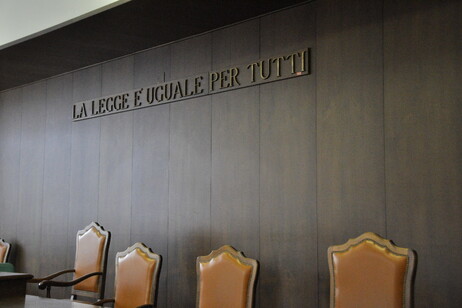 LA LEGGE E' UGUALE PER TUTTI